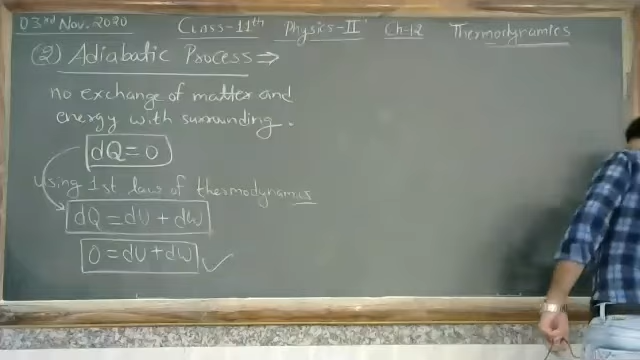 03rd Nov. 2020 Class-11th Physics-II Ch-12 Thermodynamics
(2) Adiabatic Process ⇒
no exchange of matter and
energy with surrounding.
dQ = 0
using 1st law of thermodynamics
dQ = dU + dW
0 = dU + dW ✓